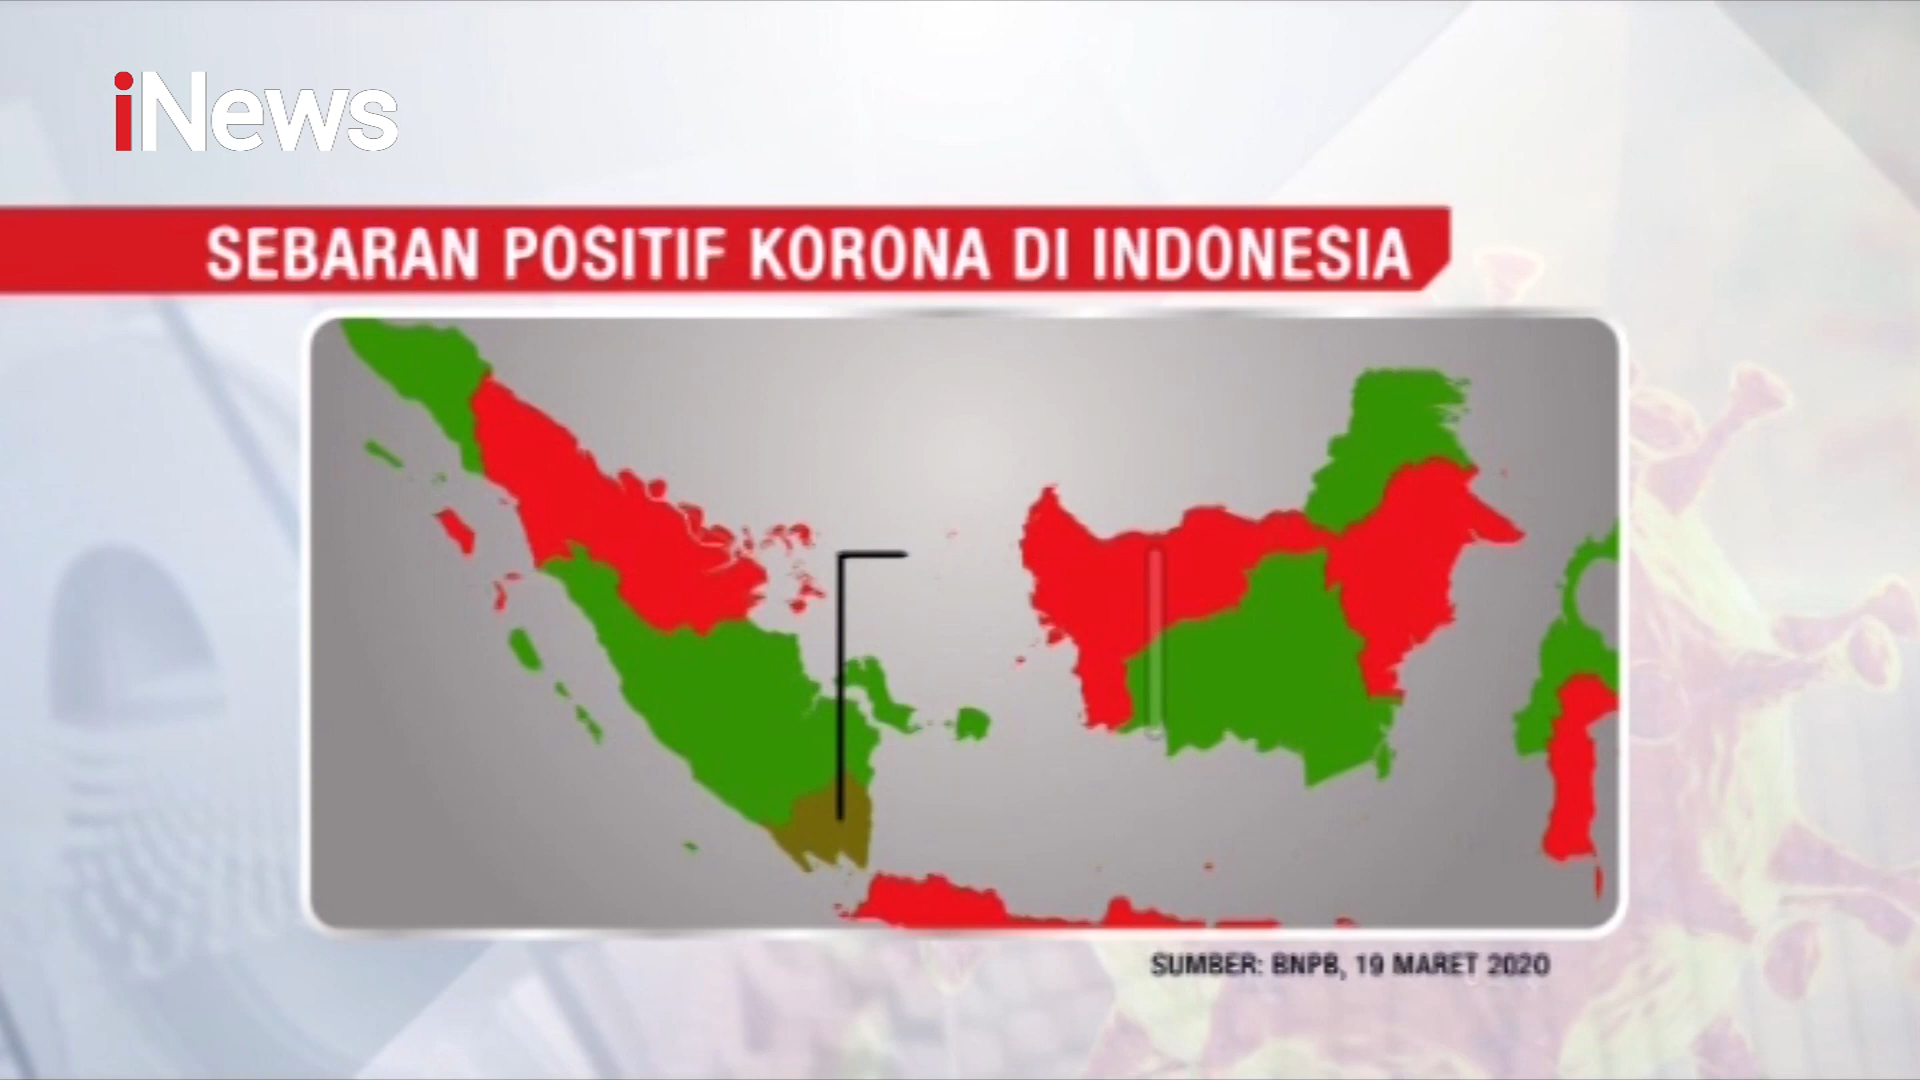 iNews
SEBARAN POSITIF KORONA DI INDONESIA
SUMBER: BNPB, 19 MARET 2020